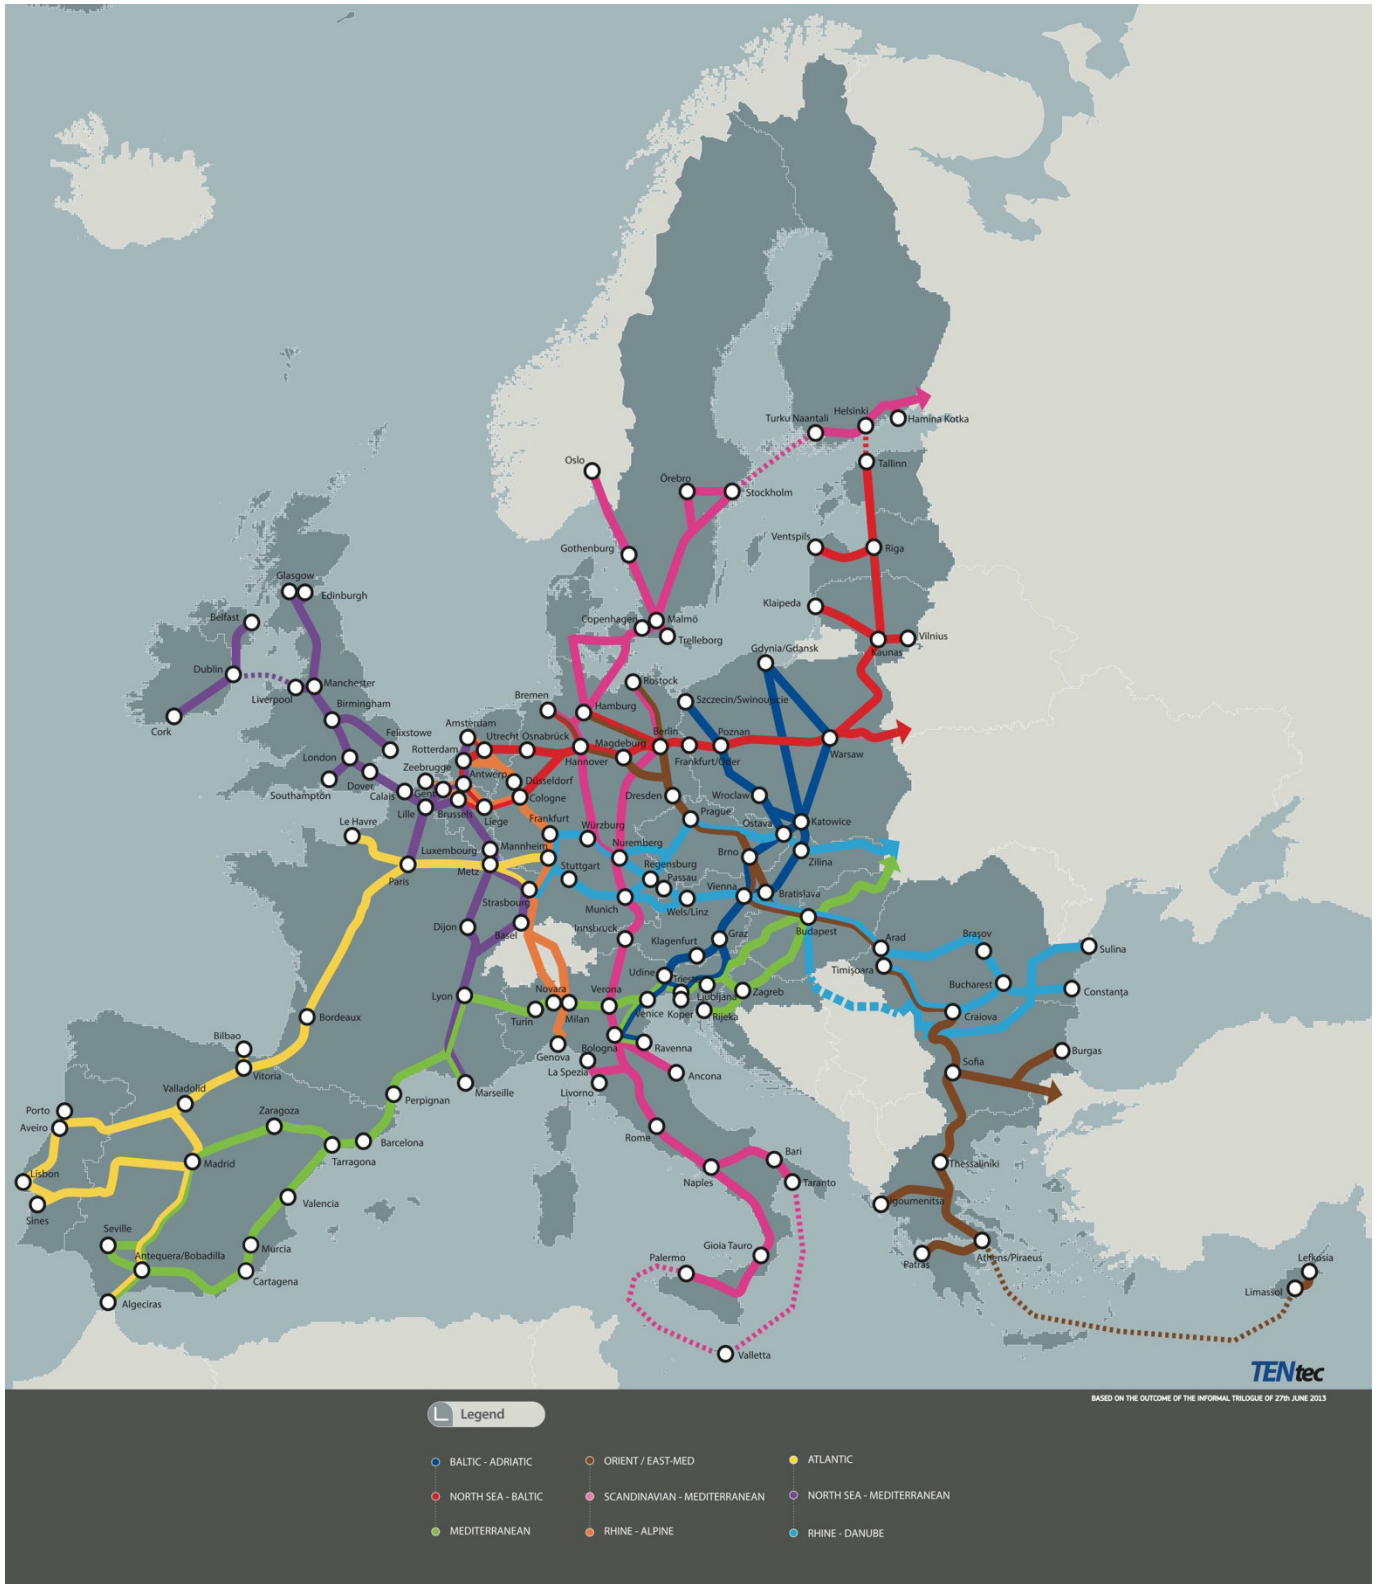 Helsinki
Turku Naantali
Hamina Kotka
Oslo
Tallinn
Örebro
Stockholm
Ventspils
Gothenburg
Riga
Glasgow
Edinburgh
Klaipeda
Belfast
Copenhagen
Malmö
Trelleborg
Vilnius
Kaunas
Gdynia/Gdansk
Dublin
Liverpool
Manchester
Rostock
Birmingham
Bremen
Szczecin/Swinoujscie
Cork
Hamburg
Amsterdam
Felixstowe
Utrecht
Osnabrück
Berlin
Poznan
Rotterdam
Magdeburg
London
Hannover
Frankfurt/Oder
Warsaw
Zeebrugge
Antwerp
Düsseldorf
Dover
Southampton
Calais
Gent
Cologne
Dresden
Wroclaw
Lille
Brussels
Liege
Prague
Le Havre
Frankfurt
Würzburg
Ostava
Katowice
Luxembourg
Mannheim
Nuremberg
Brno
Zilina
Metz
Stuttgart
Regensburg
Paris
Passau
Vienna
Bratislava
Strasbourg
Munich
Wels/Linz
Dijon
Basel
Innsbruck
Graz
Budapest
Klagenfurt
Arad
Braşov
Sulina
Timişoara
Udine
Trieste
Bucharest
Constanţa
Lyon
Novara
Verona
Ljubljana
Zagreb
Turin
Milan
Venice
Koper
Rijeka
Craiova
Bordeaux
Bilbao
Genova
Bologna
Ravenna
Burgas
Vitoria
La Spezia
Ancona
Sofia
Valladolid
Marseille
Livorno
Perpignan
Porto
Zaragoza
Aveiro
Rome
Barcelona
Madrid
Tarragona
Bari
Thessaliniki
Lisbon
Naples
Taranto
Valencia
Igoumenitsa
Sines
Seville
Murcia
Gioia Tauro
Antequera/Bobadilla
Palermo
Patras
Athens/Piraeus
Lefkosia
Cartagena
Limassol
Algeciras
Valletta
TENtec
BASED ON THE OUTCOME OF THE INFORMAL TRILOGUE OF 27th JUNE 2013
Legend
BALTIC - ADRIATIC
ORIENT / EAST-MED
ATLANTIC
NORTH SEA - BALTIC
SCANDINAVIAN - MEDITERRANEAN
NORTH SEA - MEDITERRANEAN
MEDITERRANEAN
RHINE - ALPINE
RHINE - DANUBE